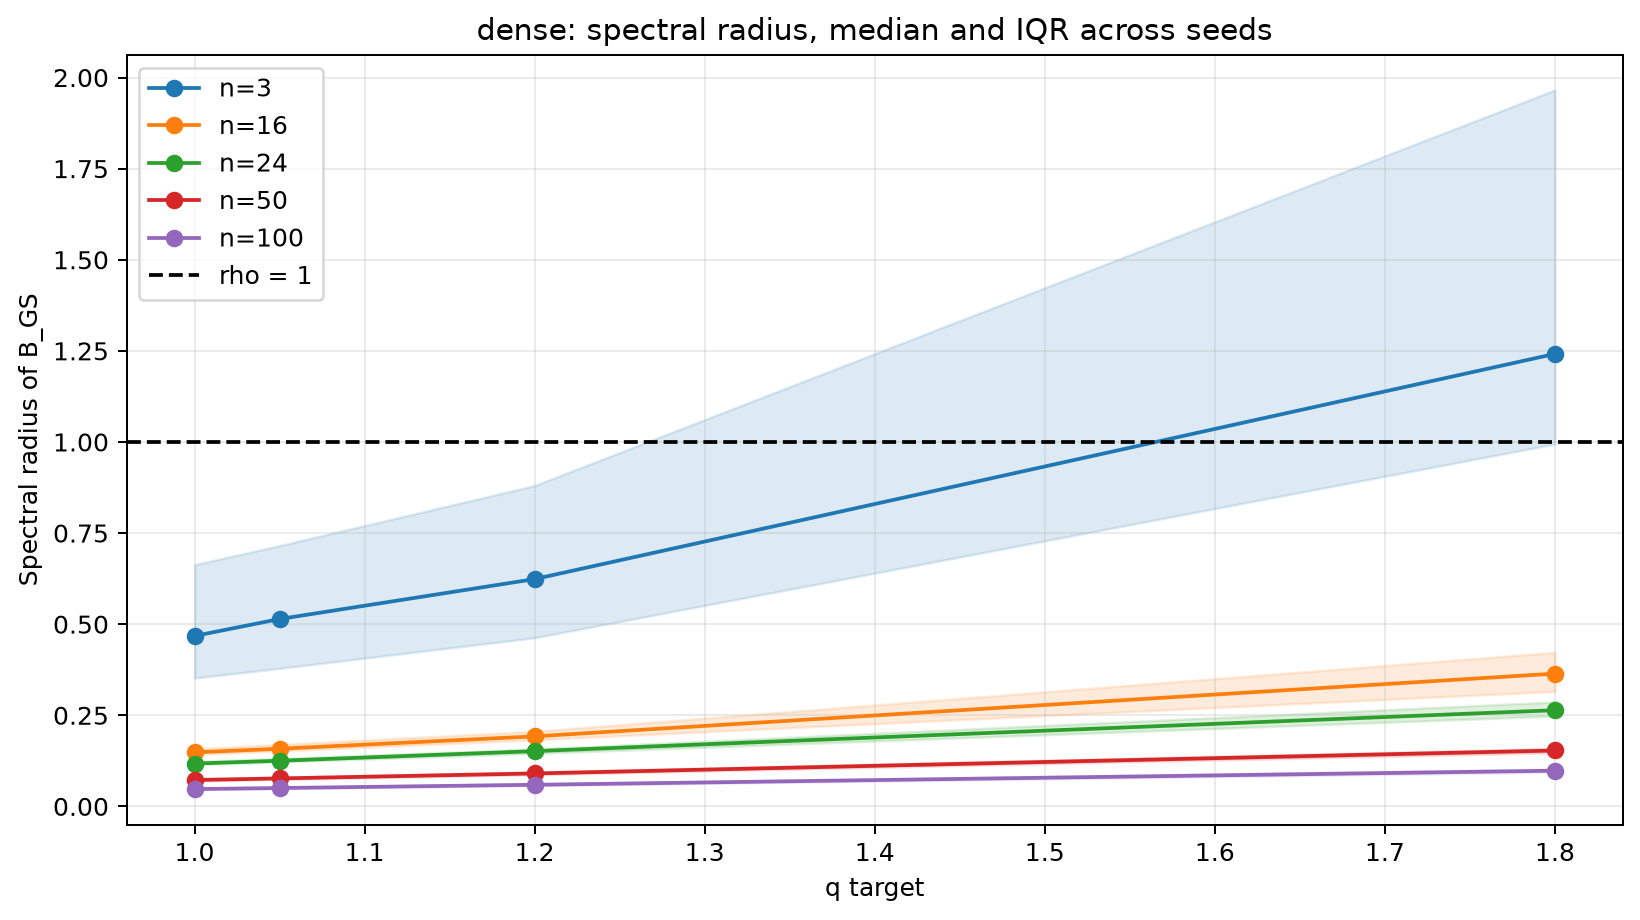 dense: spectral radius, median and IQR across seeds
n=3
n=16
n=24
n=50
n=100
rho = 1
Spectral radius of B_GS
2.00
1.75
1.50
1.25
1.00
0.75
0.50
0.25
0.00
1.0 1.1 1.2 1.3 1.4 1.5 1.6 1.7 1.8
q target